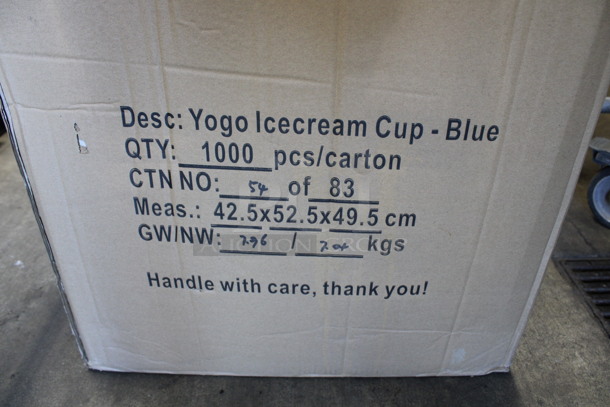 Desc: Yogo Icecream Cup - Blue
QTY: 1000 pcs/carton
CTN NO: 54 of 83
Meas.: 42.5x52.5x49.5 cm
GW/NW: / kgs
Handle with care, thank you!